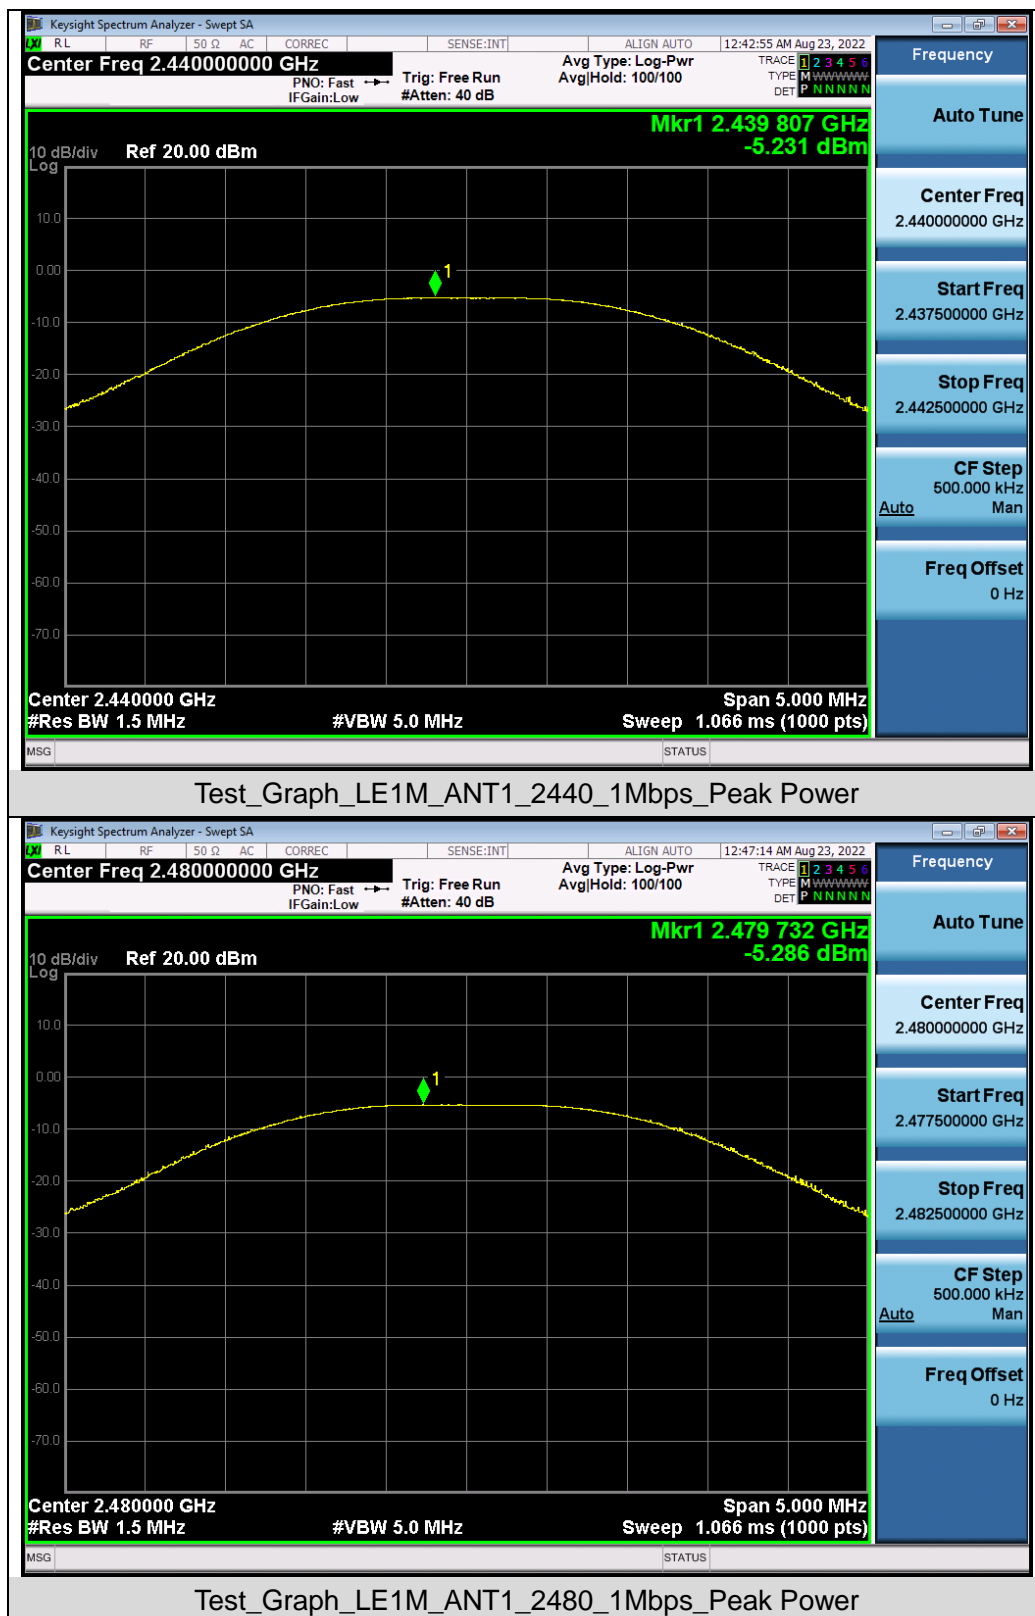 Keysight Spectrum Analyzer - Swept SA
LXI RL RF 50 Ω AC CORREC SENSE:INT ALIGN AUTO 12:42:55 AM Aug 23, 2022
Center Freq 2.440000000 GHz
PNO: Fast
IFGain:Low
Trig: Free Run
#Atten: 40 dB
Avg Type: Log-Pwr
Avg|Hold: 100/100
TRACE 1 2 3 4 5 6
TYPE M WWWWW
DET P N N N N N
Frequency
Mkr1 2.439 807 GHz
-5.231 dBm
10 dB/div Ref 20.00 dBm
Log
10.0
0.00
-10.0
-20.0
-30.0
-40.0
-50.0
-60.0
-70.0
1
Center 2.440000 GHz Span 5.000 MHz
#Res BW 1.5 MHz #VBW 5.0 MHz Sweep 1.066 ms (1000 pts)
MSG STATUS
Auto Tune
Center Freq
2.440000000 GHz
Start Freq
2.437500000 GHz
Stop Freq
2.442500000 GHz
CF Step
500.000 kHz
Auto Man
Freq Offset
0 Hz
Test_Graph_LE1M_ANT1_2440_1Mbps_Peak Power
Keysight Spectrum Analyzer - Swept SA
LXI RL RF 50 Ω AC CORREC SENSE:INT ALIGN AUTO 12:47:14 AM Aug 23, 2022
Center Freq 2.480000000 GHz
PNO: Fast
IFGain:Low
Trig: Free Run
#Atten: 40 dB
Avg Type: Log-Pwr
Avg|Hold: 100/100
TRACE 1 2 3 4 5 6
TYPE M WWWWW
DET P N N N N N
Frequency
Mkr1 2.479 732 GHz
-5.286 dBm
10 dB/div Ref 20.00 dBm
Log
10.0
0.00
-10.0
-20.0
-30.0
-40.0
-50.0
-60.0
-70.0
1
Center 2.480000 GHz Span 5.000 MHz
#Res BW 1.5 MHz #VBW 5.0 MHz Sweep 1.066 ms (1000 pts)
MSG STATUS
Auto Tune
Center Freq
2.480000000 GHz
Start Freq
2.477500000 GHz
Stop Freq
2.482500000 GHz
CF Step
500.000 kHz
Auto Man
Freq Offset
0 Hz
Test_Graph_LE1M_ANT1_2480_1Mbps_Peak Power